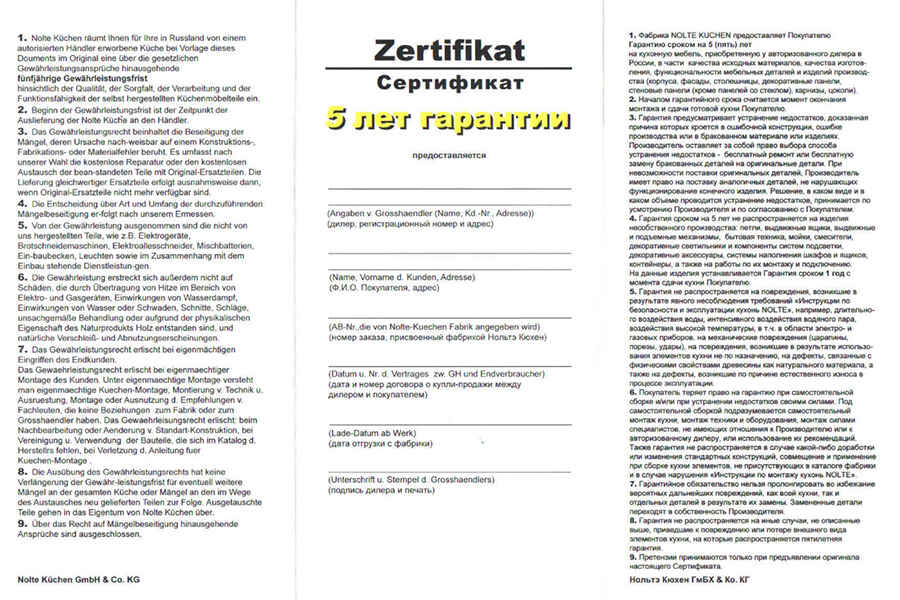 1. Nolte Küchen räumt Ihnen für Ihre in Russland von einem
autorisierten Händler erworbene Küche bei Vorlage dieses
Douments im Original eine über die gesetzlichen
Gewährleistungsansprüche hinausgehende
fünfjährige Gewährleistungsfrist
hinsichtlich der Qualität, der Sorgfalt, der Verarbeitung und der
Funktionsfähigkeit der selbst hergestellten Küchenmöbelteile ein.
2. Beginn der Gewährleistungsfrist ist der Zeitpunkt der
Auslieferung der Nolte Küche an den Händler.
3. Das Gewährleistungsrecht beinhaltet die Beseitigung der
Mängel, deren Ursache nach-weisbar auf einem Konstruktions-,
Fabrikations- oder Materialfehler beruht. Es umfasst nach
unserer Wahl die kostenlose Reparatur oder den kostenlosen
Austausch der bean-standeten Teile mit Original-Ersatzteilen. Die
Lieferung gleichwertiger Ersatzteile erfolgt ausnahmsweise dann,
wenn Original-Ersatzteile nicht mehr verfügbar sind.
4. Die Entscheidung über Art und Umfang der durchzuführenden
Mängelbeseitigung er-folgt nach unserem Ermessen.
5. Von der Gewährleistung ausgenommen sind die nicht von
uns hergestellten Teile, wie z.B. Elektrogeräte,
Brotschneidemaschinen, Elektroallesschneider, Mischbatterien,
Ein-baubecken, Leuchten sowie im Zusammenhang mit dem
Einbau stehende Dienstleistun-gen.
6. Die Gewährleistung erstreckt sich außerdem nicht auf
Schäden, die durch Übertragung von Hitze im Bereich von
Elektro- und Gasgeräten, Einwirkungen von Wasserdampf,
Einwirkungen von Wasser oder Schwaden, Schnitte, Schläge,
unsachgemäße Behandlung oder aufgrund der physikalischen
Eigenschaft des Naturprodukts Holz entstanden sind, und
natürliche Verschleiß- und Abnutzungserscheinungen.
7. Das Gewährleistungsrecht erlischt bei eigenmächtigen
Eingriffen des Endkunden.
Das Gewaehrleistungsrecht erlischt bei eigenmaechtiger
Montage des Kunden. Unter eigenmaechtige Montage versteht
man eigenmaechtige Kuechen-Montage, Montierung v. Technik u.
Ausruestung, Montage oder Ausnutzung d. Empfehlungen v.
Fachleuten, die keine Beziehungen zum Fabrik oder zum
Grosshaendler haben. Das Gewaehrleistungsrecht erlischt: beim
Nachbearbeitung oder Aenderung v. Standart-Konstruction, bei
Vereinigung u. Verwendung der Bauteile, die sich im Katalog d.
Herstellrs fehlen, bei Verletzung d. Anleitung fuer
Kuechen-Montage .
8. Die Ausübung des Gewährleistungsrechts hat keine
Verlängerung der Gewähr-leistungsfrist für eventuell weitere
Mängel an der gesamten Küche oder Mängel an den im Wege
des Austausches neu gelieferten Teilen zur Folge. Ausgetauschte
Teile gehen in das Eigentum von Nolte Küchen über.
9. Über das Recht auf Mängelbeseitigung hinausgehende
Ansprüche sind ausgeschlossen.
Nolte Küchen GmbH & Co. KG
Zertifikat
Сертификат
5 лет гарантии
предоставляется
(Angaben v. Grosshaendler (Name, Kd.-Nr., Adresse))
(дилер, регистрационный номер и адрес)
(Name, Vorname d. Kunden, Adresse)
(Ф.И.О. Покупателя, адрес)
(AB-Nr.,die von Nolte-Kuechen Fabrik angegeben wird)
(номер заказа, присвоенный фабрикой Нольтэ Кюхен)
(Datum u. Nr. d. Vertrages zw. GH und Endverbraucher)
(дата и номер договора о купли-продажи между
дилером и покупателем)
(Lade-Datum ab Werk)
(дата отгрузки с фабрики)
(Unterschrift u. Stempel d. Grosshaendlers)
(подпись дилера и печать)
1. Фабрика NOLTE KUCHEN предоставляет Покупателю
Гарантию сроком на 5 (пять) лет
на кухонную мебель, приобретенную у авторизованного дилера в
России, в части качества исходных материалов, качества изготов-
ления, функциональности мебельных деталей и изделий производ-
ства (корпуса, фасады, столешницы, декоративные панели,
стеновые панели (кроме панелей со стеклом), карнизы, цоколи).
2. Началом гарантийного срока считается момент окончания
монтажа и сдачи готовой кухни Покупателю.
3. Гарантия предусматривает устранение недостатков, доказанная
причина которых кроется в ошибочной конструкции, ошибке
производства или в бракованном материале или изделиях.
Производитель оставляет за собой право выбора способа
устранения недостатков - бесплатный ремонт или бесплатную
замену бракованных деталей на оригинальные детали. При
невозможности поставки оригинальных деталей, Производитель
имеет право на поставку аналогичных деталей, не нарушающих
функционирование конечного изделия. Решение, в каком виде и в
каком объеме проводится устранение недостатков, принимается по
усмотрению Производителя и по согласованию с Покупателем.
4. Гарантия сроком на 5 лет не распространяется на изделия
несобственного производства: петли, выдвижные ящики, выдвижные
и подъемные механизмы, бытовая техника, мойки, смесители,
декоративные светильники и компоненты систем подсветки,
декоративные аксессуары, системы наполнения шкафов и ящиков,
контейнеры, а также на работы по их монтажу и подключению.
На данные изделия устанавливается Гарантия сроком 1 год с
момента сдачи кухни Покупателю.
5. Гарантия не распространяется на повреждения, возникшие в
результате явного несоблюдения требований «Инструкции по
безопасности и эксплуатации кухонь NOLTE», например, длительно-
го воздействия воды, интенсивного воздействия водяного пара,
воздействия высокой температуры, в т.ч. в области электро- и
газовых приборов, на механические повреждения (царапины,
порезы, удары), на повреждения, возникшие в результате использо-
вания элементов кухни не по назначению, на дефекты, связанные с
физическими свойствами древесины как натурального материала, а
также на дефекты, возникшие по причине естественного износа в
процессе эксплуатации.
6. Покупатель теряет право на гарантию при самостоятельной
сборке и/или при устранении недостатков своими силами. Под
самостоятельной сборкой подразумевается самостоятельный
монтаж кухни, монтаж техники и оборудования, монтаж силами
специалистов, не имеющих отношения к Производителю или к
авторизованному дилеру, или использование их рекомендаций.
Также гарантия не распространяется в случае какой-либо доработки
или изменения стандартных конструкций, совмещение и применение
при сборке кухни элементов, не присутствующих в каталоге фабрики
и в случае нарушения «Инструкции по монтажу кухонь NOLTE».
7. Гарантийное обязательство нельзя пролонгировать во избежание
вероятных дальнейших повреждений, как всей кухни, так и
отдельных деталей в результате их замены. Замененные детали
переходят в собственность Производителя.
8. Гарантия не распространяется на иные случаи, не описанные
выше, приведшие к повреждению или потере внешнего вида
элементов кухни, на которые распространяется пятилетняя
гарантия.
9. Претензии принимаются только при предъявлении оригинала
настоящего Сертификата.
Нольтэ Кюхен ГмБХ & Ко. КГ